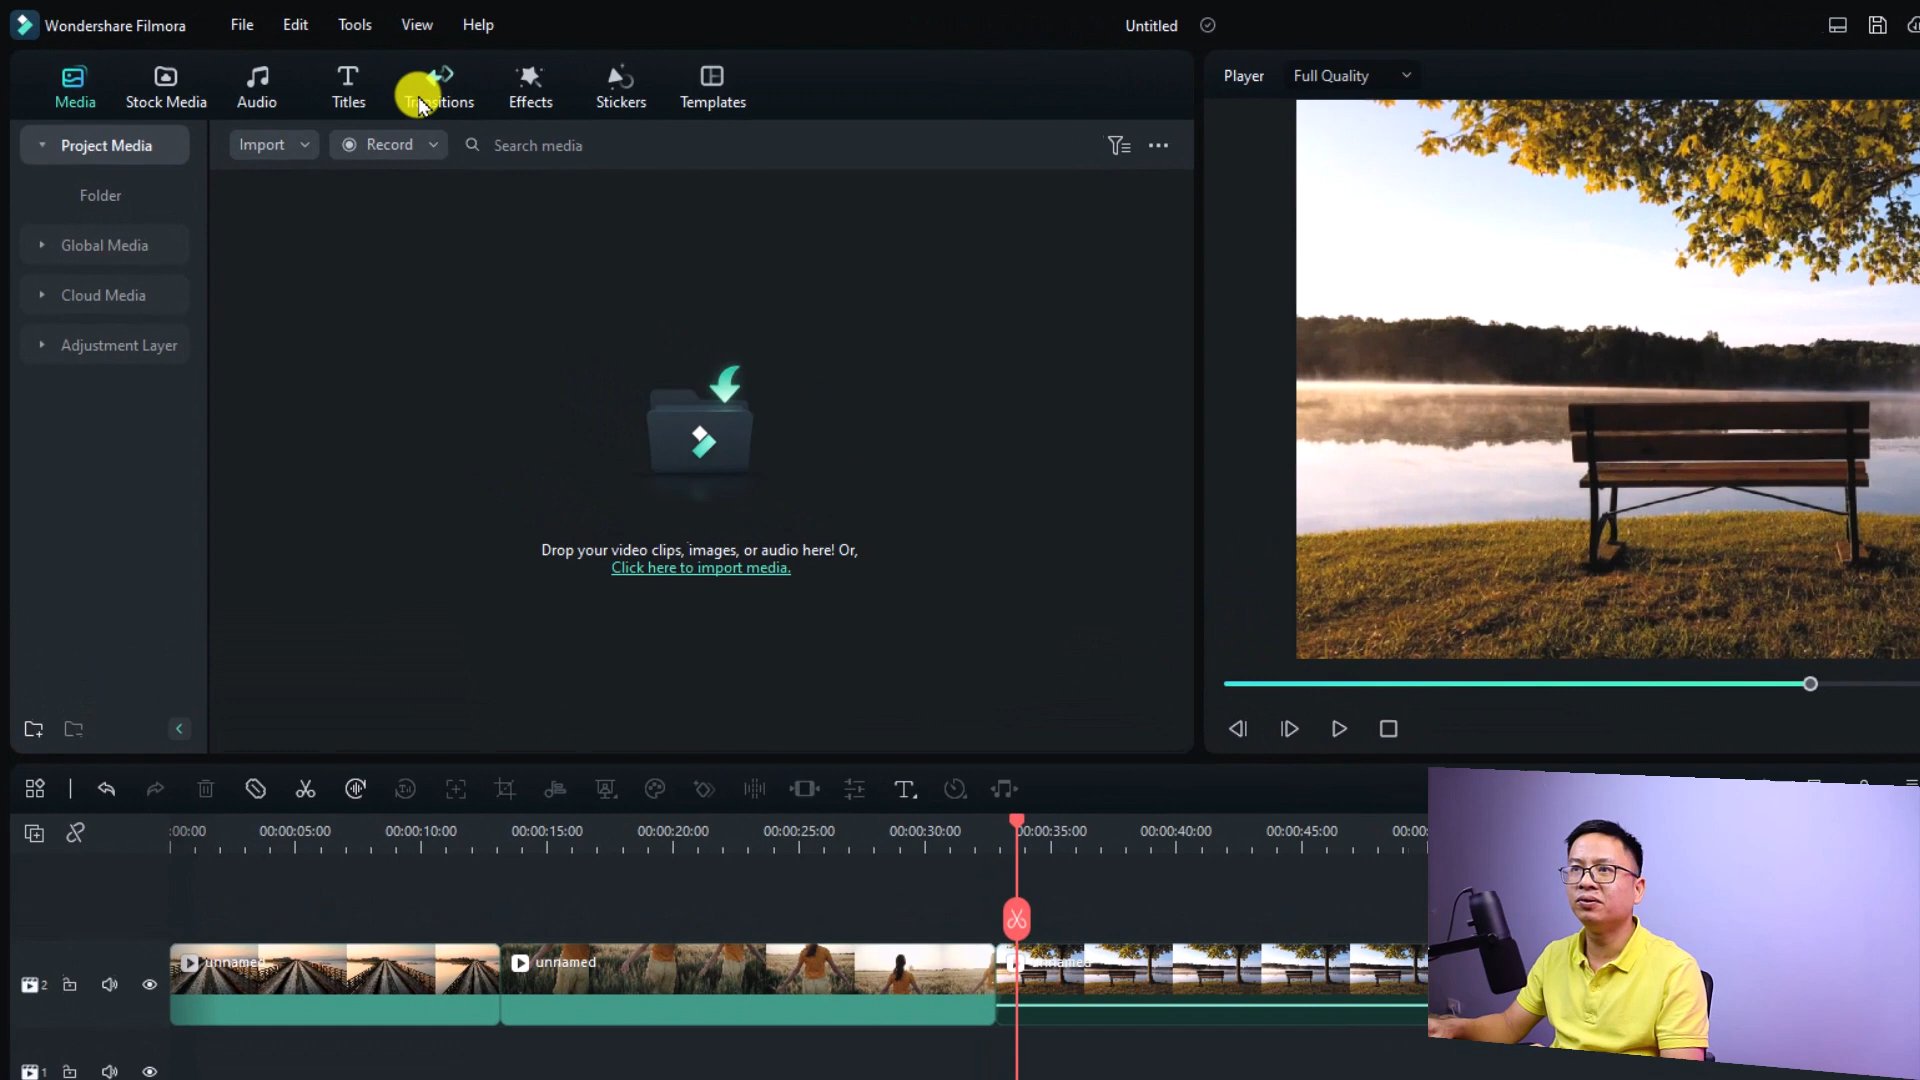 Wondershare Filmora File Edit Tools View Help Untitled
Media Stock Media Audio Titles Transitions Effects Stickers Templates
Player Full Quality
Project Media
Import Record Search media
Folder
Global Media
Cloud Media
Adjustment Layer
Drop your video clips, images, or audio here! Or,
Click here to import media.
:00:00 00:00:05:00 00:00:10:00 00:00:15:00 00:00:20:00 00:00:25:00 00:00:30:00 00:00:35:00 00:00:40:00 00:00:45:00 00:00:
unnamed unnamed unnamed
2
1